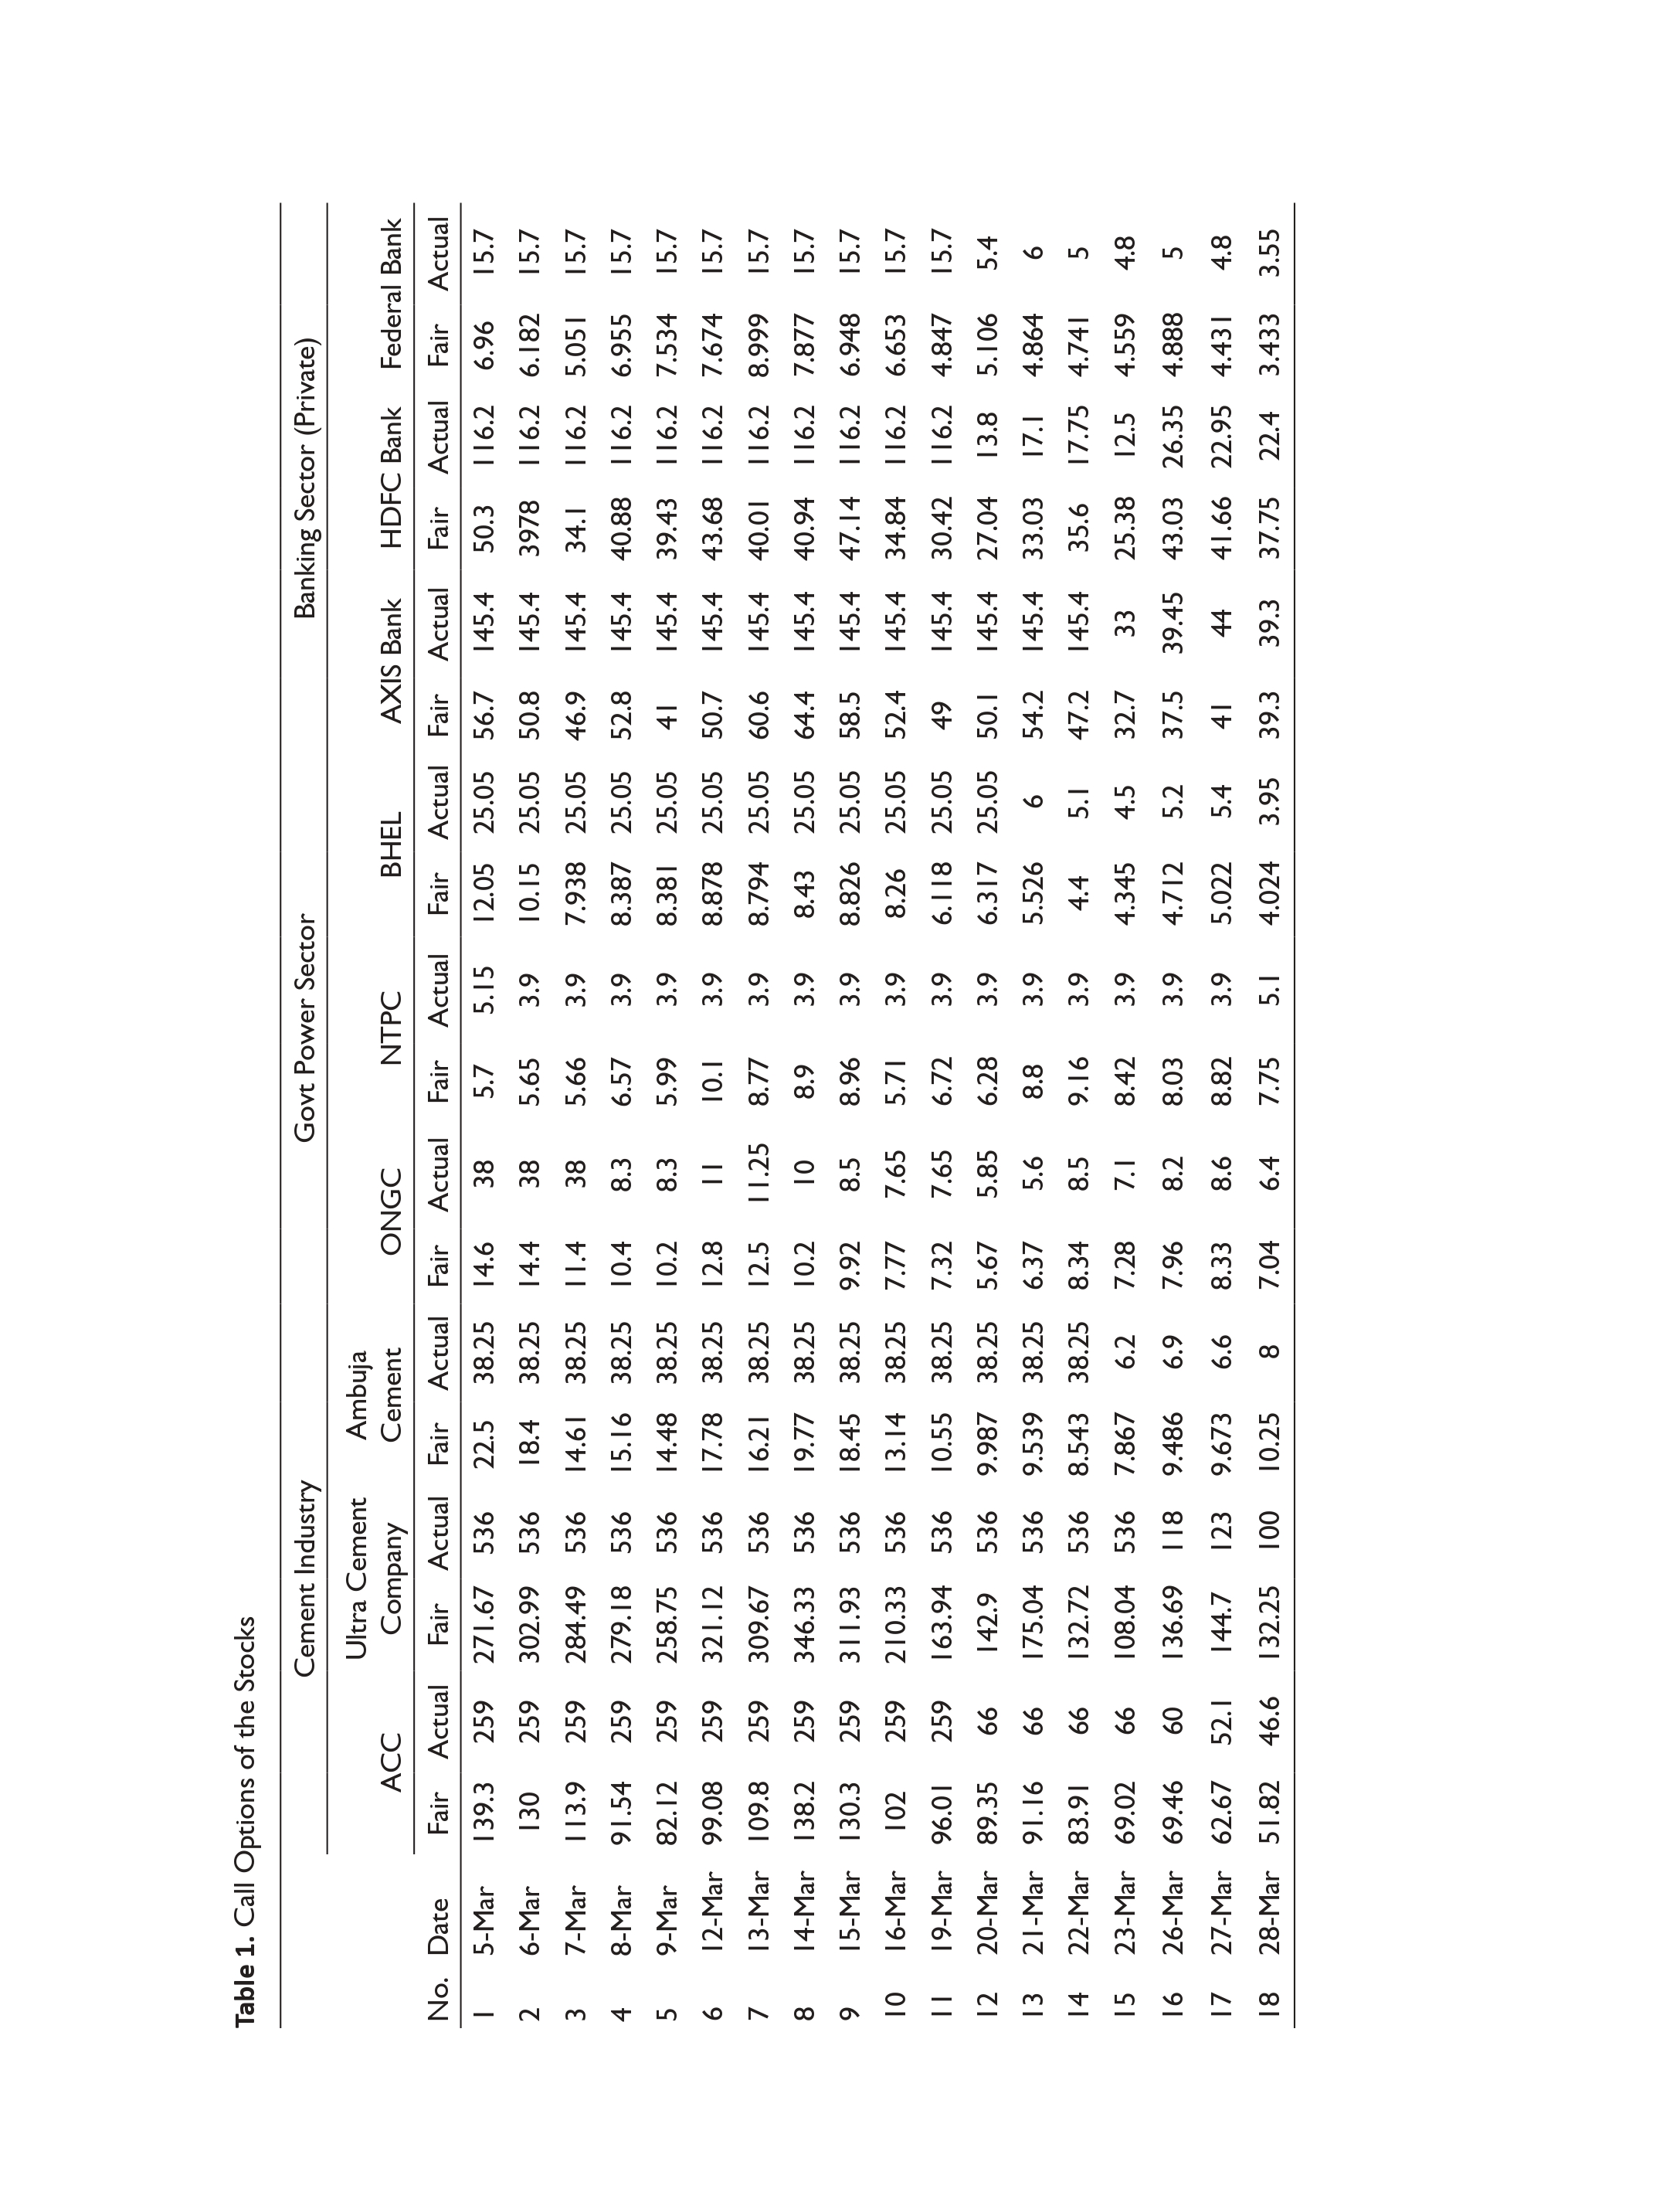 Table 1. Call Options of the Stocks
Cement Industry Govt Power Sector Banking Sector (Private)
ACC Ultra Cement Company Ambuja Cement ONGC NTPC BHEL AXIS Bank HDFC Bank Federal Bank
No. Date Fair Actual Fair Actual Fair Actual Fair Actual Fair Actual Fair Actual Fair Actual Fair Actual Fair Actual
1 5-Mar 139.3 259 271.67 536 22.5 38.25 14.6 38 5.7 5.15 12.05 25.05 56.7 145.4 50.3 116.2 6.96 15.7
2 6-Mar 130 259 302.99 536 18.4 38.25 14.4 38 5.65 3.9 10.15 25.05 50.8 145.4 3978 116.2 6.182 15.7
3 7-Mar 113.9 259 284.49 536 14.61 38.25 11.4 38 5.66 3.9 7.938 25.05 46.9 145.4 34.1 116.2 5.051 15.7
4 8-Mar 91.54 259 279.18 536 15.16 38.25 10.4 8.3 6.57 3.9 8.387 25.05 52.8 145.4 40.88 116.2 6.955 15.7
5 9-Mar 82.12 259 258.75 536 14.48 38.25 10.2 8.3 5.99 3.9 8.381 25.05 41 145.4 39.43 116.2 7.534 15.7
6 12-Mar 99.08 259 321.12 536 17.78 38.25 12.8 11 10.1 3.9 8.878 25.05 50.7 145.4 43.68 116.2 7.674 15.7
7 13-Mar 109.8 259 309.67 536 16.21 38.25 12.5 11.25 8.77 3.9 8.794 25.05 60.6 145.4 40.01 116.2 8.999 15.7
8 14-Mar 138.2 259 346.33 536 19.77 38.25 10.2 10 8.9 3.9 8.43 25.05 64.4 145.4 40.94 116.2 7.877 15.7
9 15-Mar 130.3 259 311.93 536 18.45 38.25 9.92 8.5 8.96 3.9 8.826 25.05 58.5 145.4 47.14 116.2 6.948 15.7
10 16-Mar 102 259 210.33 536 13.14 38.25 7.77 7.65 5.71 3.9 8.26 25.05 52.4 145.4 34.84 116.2 6.653 15.7
11 19-Mar 96.01 259 163.94 536 10.55 38.25 7.32 7.65 6.72 3.9 6.118 25.05 49 145.4 30.42 116.2 4.847 15.7
12 20-Mar 89.35 66 142.9 536 9.987 38.25 5.67 5.85 6.28 3.9 6.317 25.05 50.1 145.4 27.04 13.8 5.106 5.4
13 21-Mar 91.16 66 175.04 536 9.539 38.25 6.37 5.6 8.8 3.9 5.526 6 54.2 145.4 33.03 17.1 4.864 6
14 22-Mar 83.91 66 132.72 536 8.543 38.25 8.34 8.5 9.16 3.9 4.4 5.1 47.2 145.4 35.6 17.75 4.741 5
15 23-Mar 69.02 66 108.04 536 7.867 6.2 7.28 7.1 8.42 3.9 4.345 4.5 32.7 33 25.38 12.5 4.559 4.8
16 26-Mar 69.46 60 136.69 118 9.486 6.9 7.96 8.2 8.03 3.9 4.712 5.2 37.5 39.45 43.03 26.35 4.888 5
17 27-Mar 62.67 52.1 144.7 123 9.673 6.6 8.33 8.6 8.82 3.9 5.022 5.4 41 44 41.66 22.95 4.431 4.8
18 28-Mar 51.82 46.6 132.25 100 10.25 8 7.04 6.4 7.75 5.1 4.024 3.95 39.3 39.3 37.75 22.4 3.433 3.55